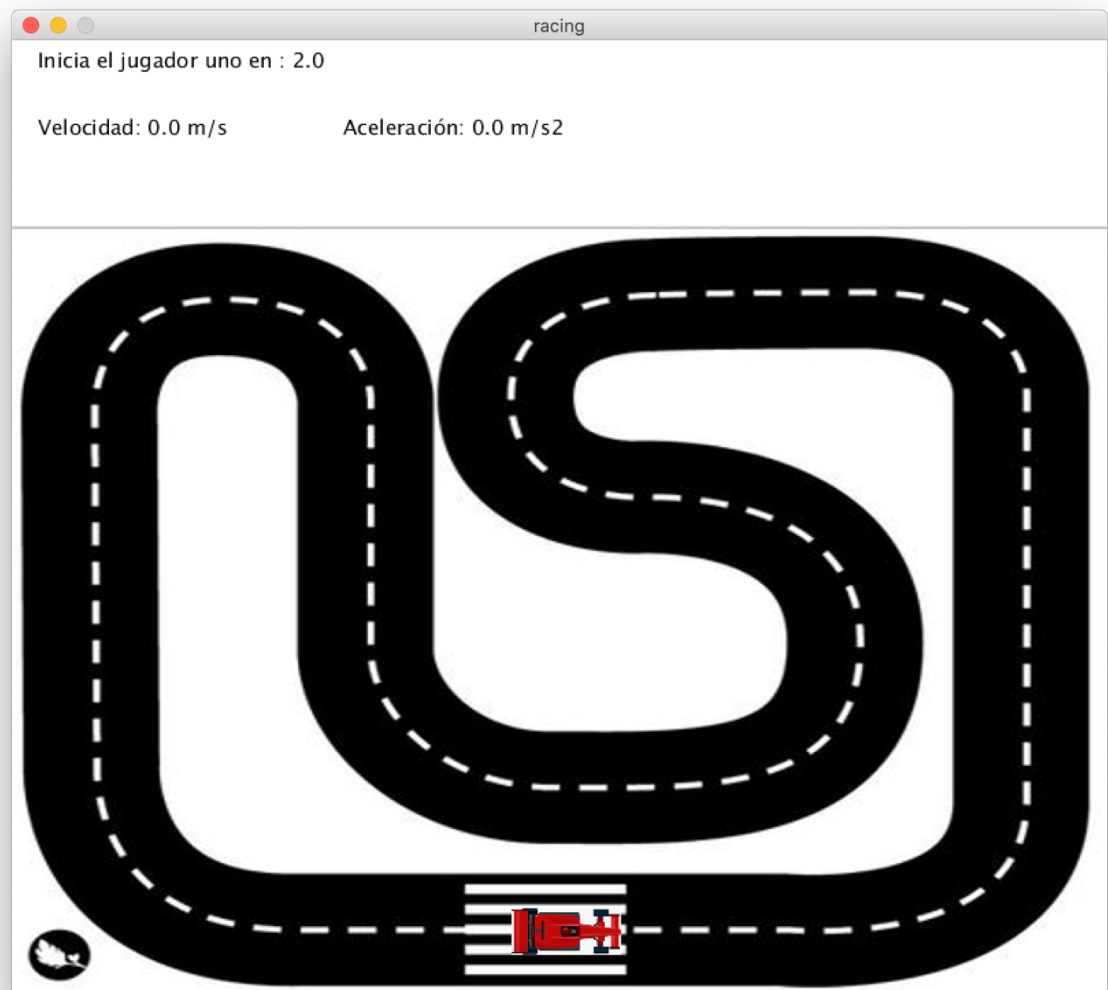 racing
Inicia el jugador uno en : 2.0
Velocidad: 0.0 m/s Aceleración: 0.0 m/s2